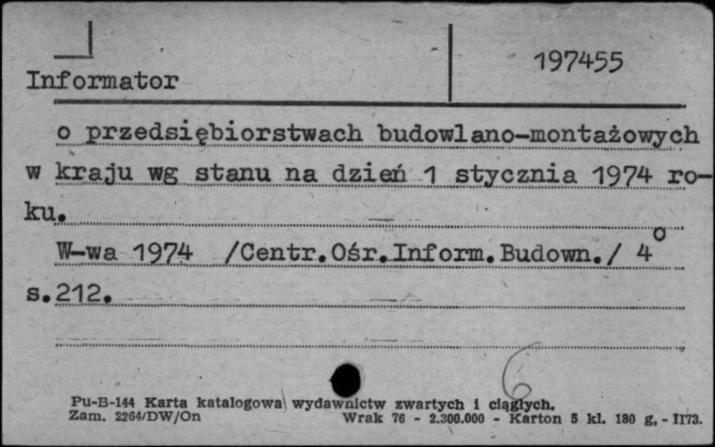 197455
Informator
o przedsiębiorstwach budowlano-montażowych
w kraju wg stanu na dzień 1 stycznia 1974 ro-
ku.
W-wa 1974 /Centr.Ośr.Inform.Budown./ 4°
s.212.
6
Pu-B-144 Karta katalogowa wydawnictw zwartych i ciągłych.
Zam. 2264/DW/On Wrak 76 - 2.300.000 - Karton 5 kl. 180 g, - II73.